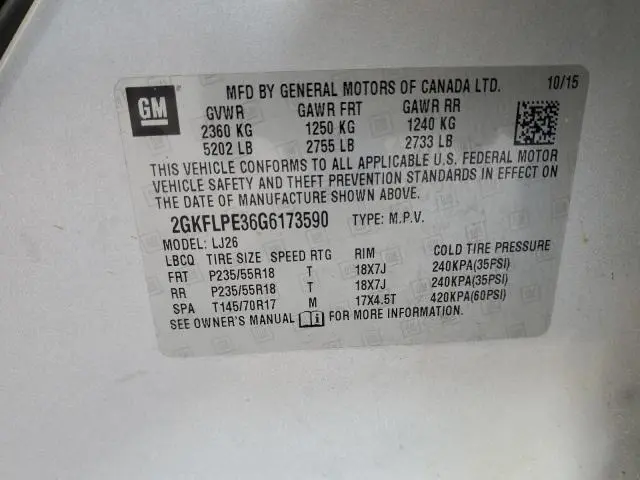 MFD BY GENERAL MOTORS OF CANADA LTD. 10/15
GM
GVWR GAWR FRT GAWR RR
2360 KG 1250 KG 1240 KG
5202 LB 2755 LB 2733 LB
THIS VEHICLE CONFORMS TO ALL APPLICABLE U.S. FEDERAL MOTOR
VEHICLE SAFETY AND THEFT PREVENTION STANDARDS IN EFFECT ON
THE DATE OF MANUFACTURE SHOWN ABOVE.
2GKFLPE36G6173590 TYPE: M.P.V.
MODEL: LJ26
LBCQ TIRE SIZE SPEED RTG RIM COLD TIRE PRESSURE
FRT P235/55R18 T 18X7J 240KPA(35PSI)
RR P235/55R18 T 18X7J 240KPA(35PSI)
SPA T145/70R17 M 17X4.5T 420KPA(60PSI)
SEE OWNER'S MANUAL i FOR MORE INFORMATION.